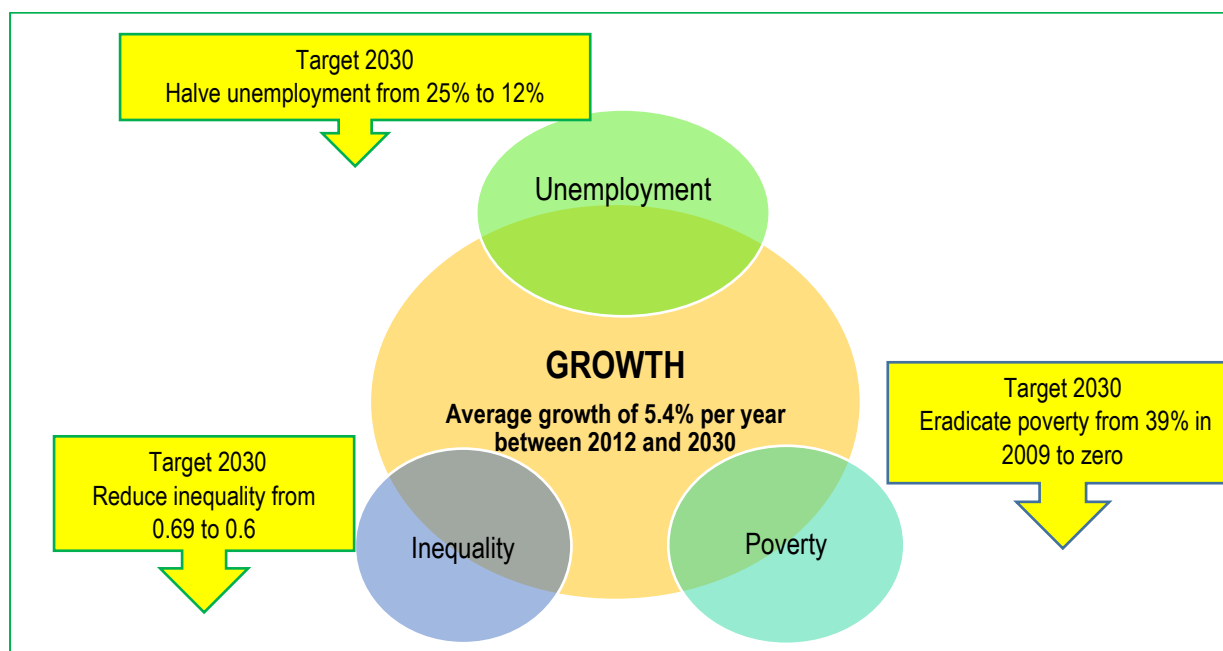 Target 2030
Halve unemployment from 25% to 12%
Unemployment
GROWTH
Average growth of 5.4% per year
between 2012 and 2030
Target 2030
Eradicate poverty from 39% in
2009 to zero
Target 2030
Reduce inequality from
0.69 to 0.6
Inequality
Poverty